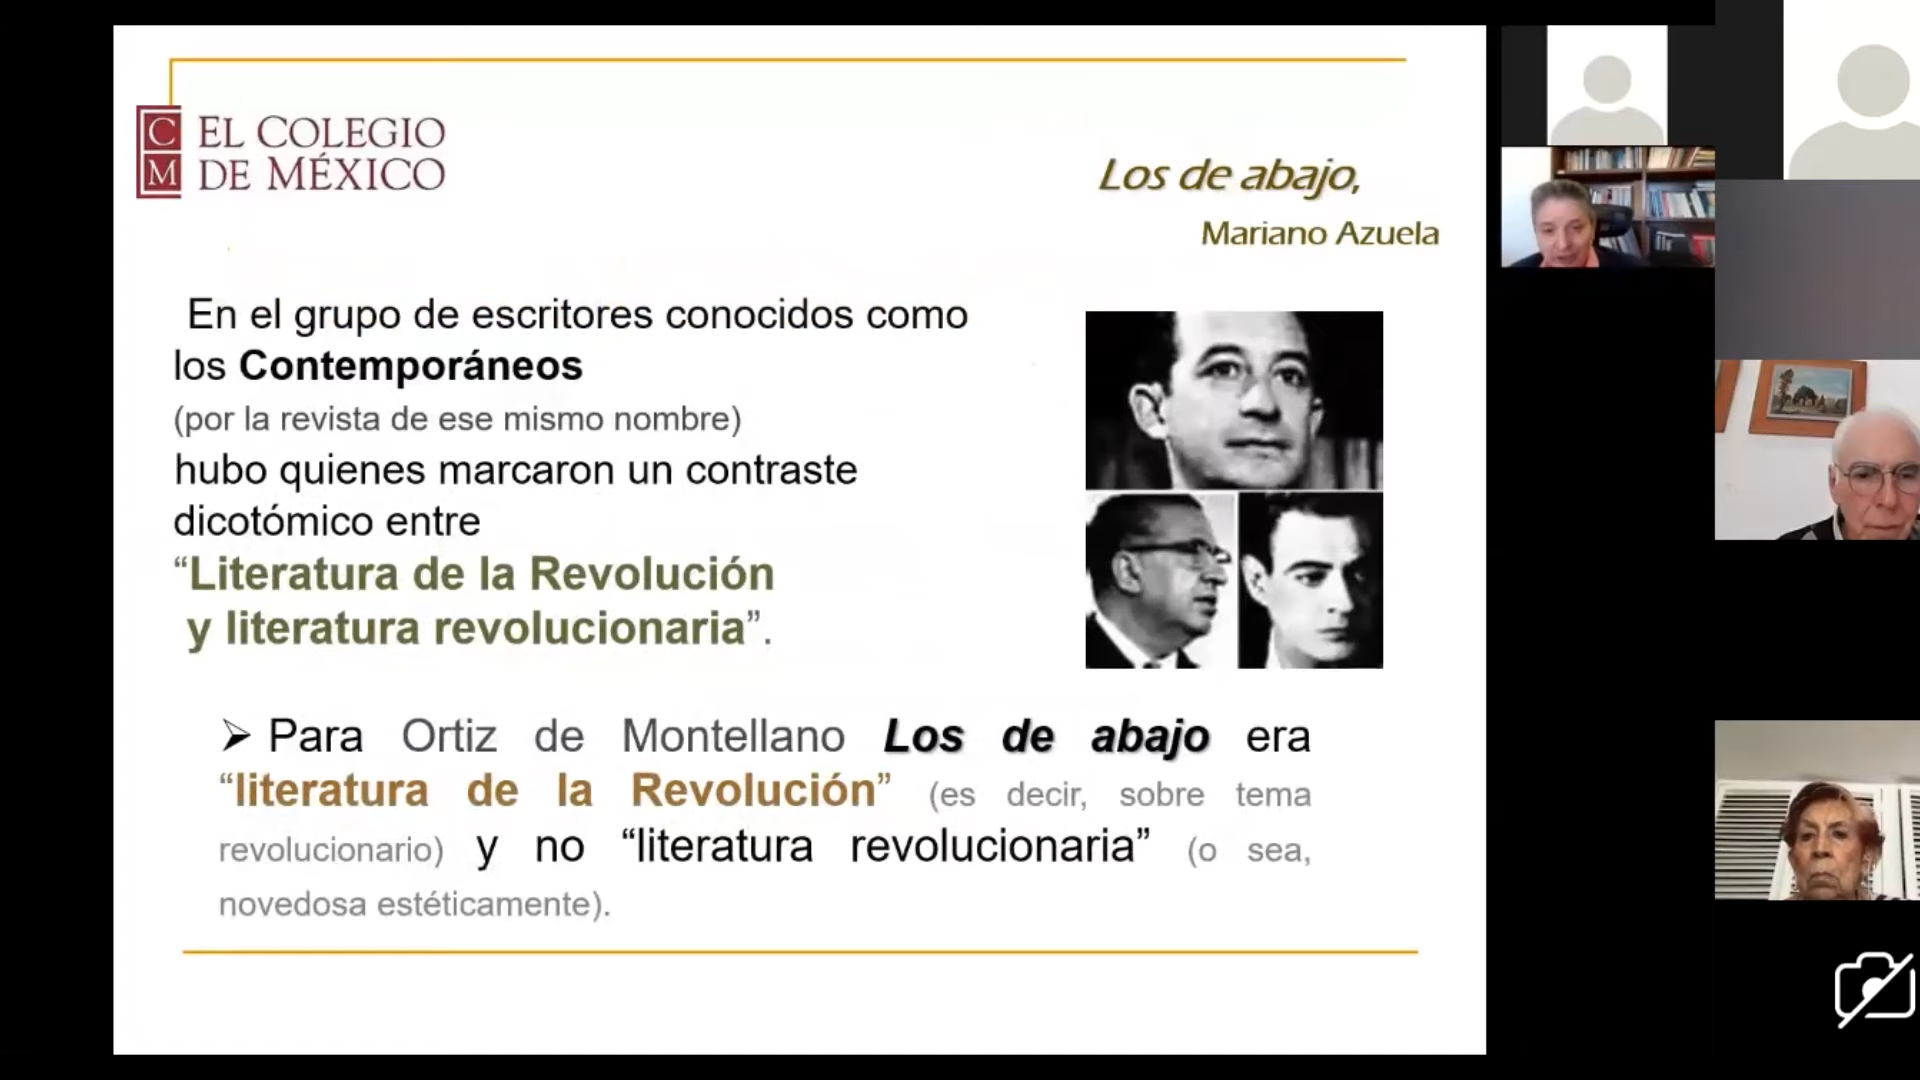 C
M
EL COLEGIO
DE MÉXICO
Los de abajo,
Mariano Azuela
En el grupo de escritores conocidos como
los Contemporáneos
(por la revista de ese mismo nombre)
hubo quienes marcaron un contraste
dicotómico entre
“Literatura de la Revolución
y literatura revolucionaria”.
➢ Para Ortiz de Montellano Los de abajo era
“literatura de la Revolución” (es decir, sobre tema
revolucionario) y no “literatura revolucionaria” (o sea,
novedosa estéticamente).